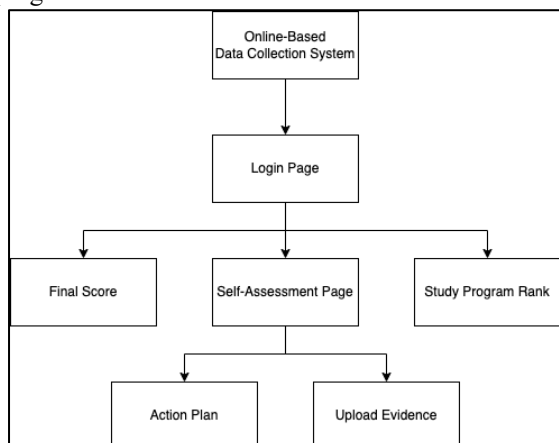 Online-Based
Data Collection System
Login Page
Final Score
Self-Assessment Page
Study Program Rank
Action Plan
Upload Evidence